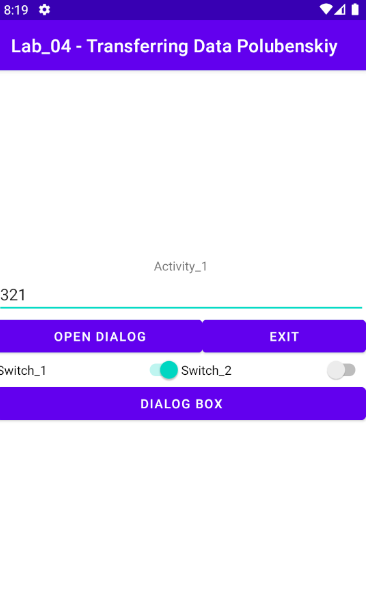 8:19
Lab_04 - Transferring Data Polubenskiy
Activity_1
321
OPEN DIALOG EXIT
Switch_1 Switch_2
DIALOG BOX